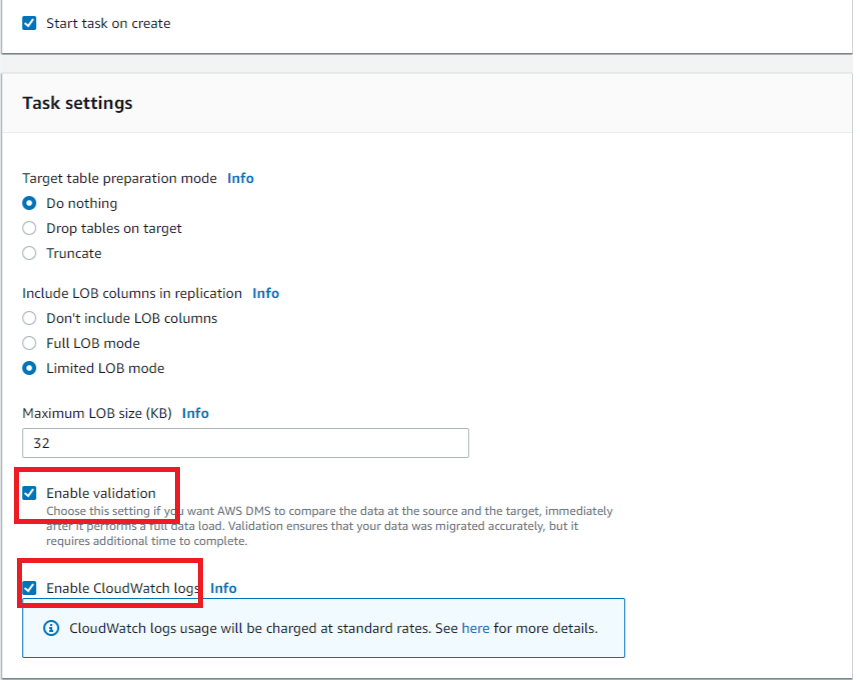 Start task on create
Task settings
Target table preparation mode Info
Do nothing
Drop tables on target
Truncate
Include LOB columns in replication Info
Don't include LOB columns
Full LOB mode
Limited LOB mode
Maximum LOB size (KB) Info
32
Enable validation
Choose this setting if you want AWS DMS to compare the data at the source and the target, immediately
after it performs a full data load. Validation ensures that your data was migrated accurately, but it
requires additional time to complete.
Enable CloudWatch logs Info
CloudWatch logs usage will be charged at standard rates. See here for more details.